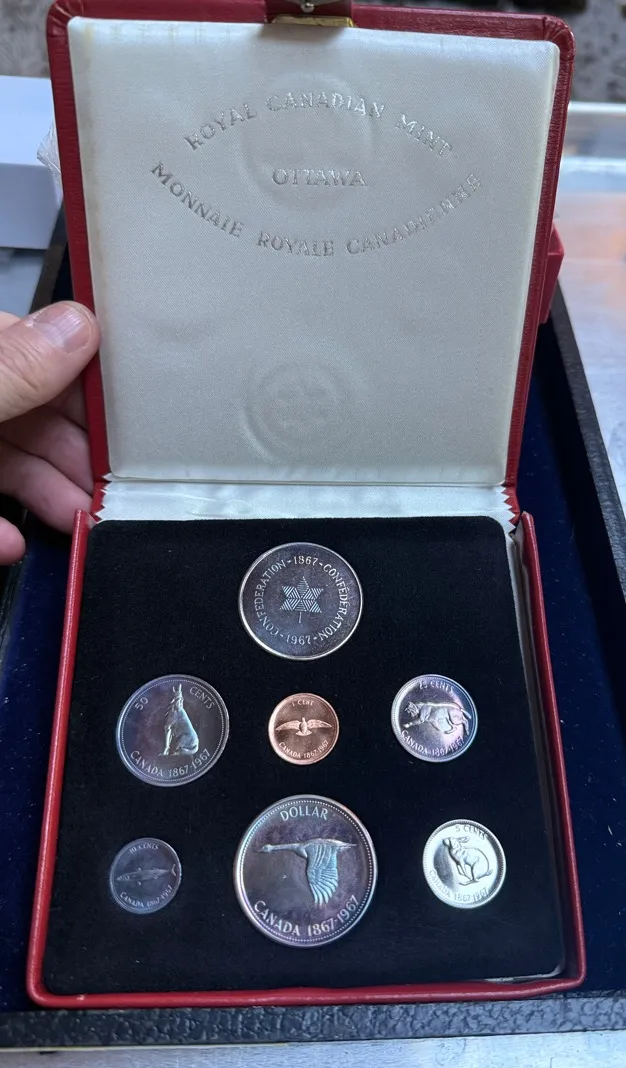 ROYAL CANADIAN MINT
OTTAWA
MONNAIE ROYALE CANADIENNE
CONFEDERATION - 1867 - CONFEDERATION - 1967 -
50 CENTS
CANADA 1867-1967
1 CENT
CANADA 1867-1967
25 CENTS
CANADA 1867-1967
10 CENTS
CANADA 1867-1967
DOLLAR
CANADA 1867-1967
5 CENTS
CANADA 1867-1967